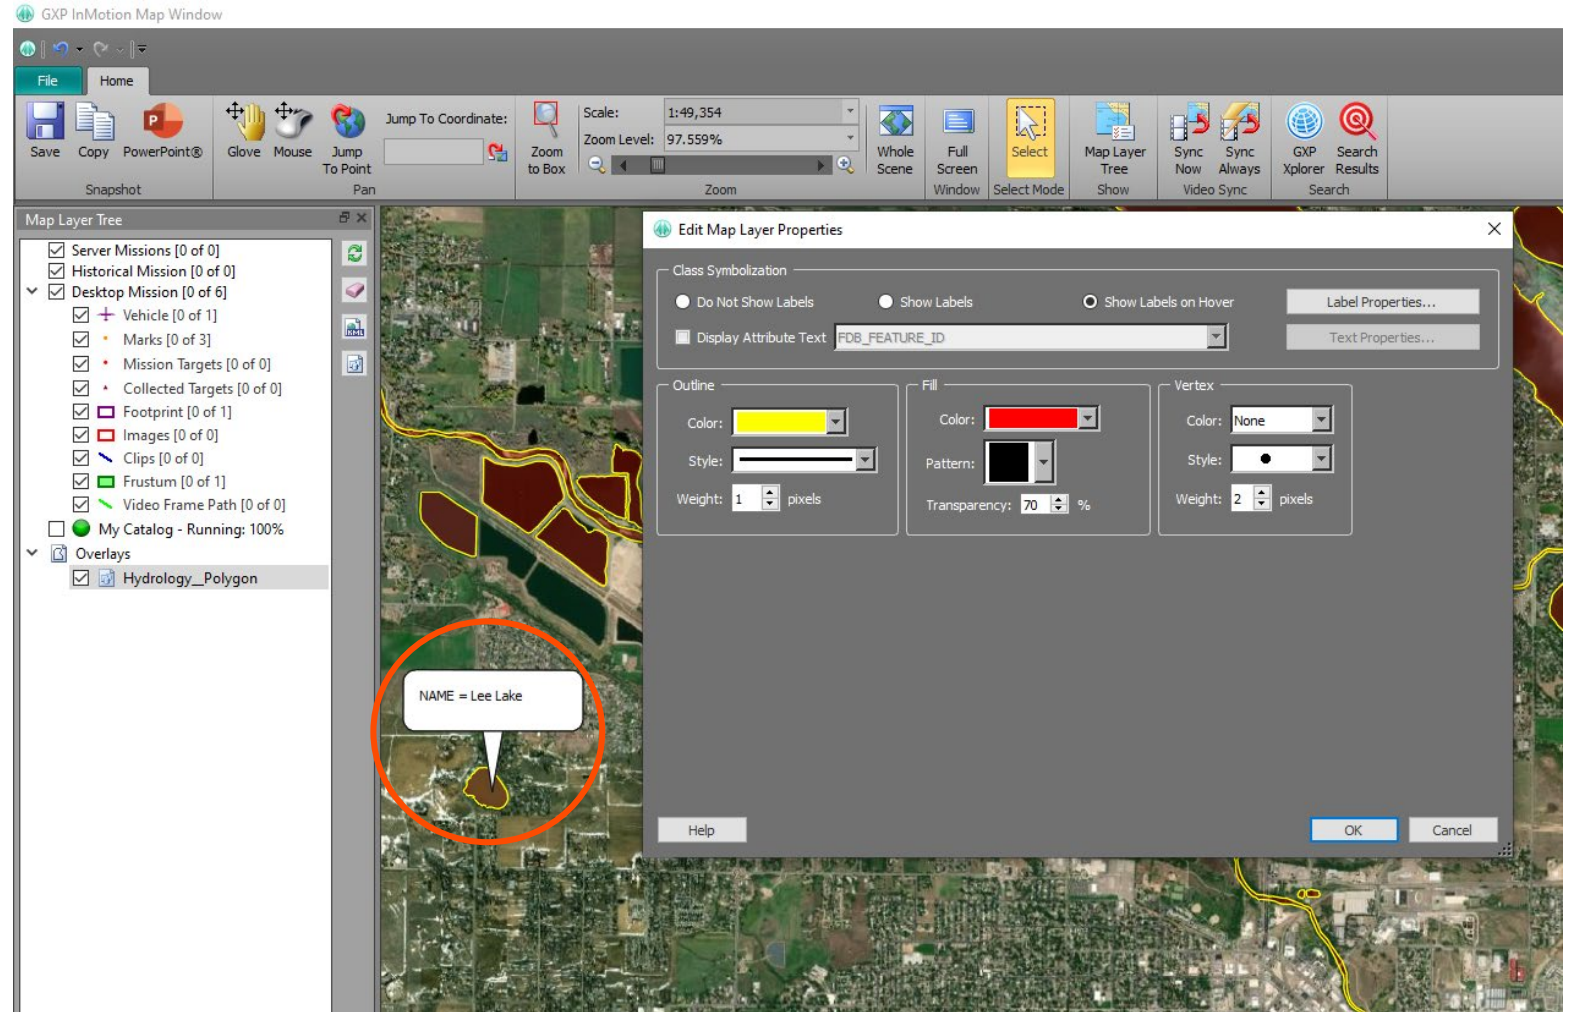 GXP InMotion Map Window
File Home
Save Copy PowerPoint® Snapshot
Glove Mouse Jump To Point Jump To Coordinate: Pan
Zoom to Box Scale: 1:49,354
Zoom Level: 97.559%
Whole Scene
Zoom
Full Screen Window
Select Select Mode
Map Layer Tree Show
Sync Now Sync Always Video Sync
GXP Xplorer Search Results Search
Map Layer Tree
Server Missions [0 of 0]
Historical Mission [0 of 0]
Desktop Mission [0 of 6]
Vehicle [0 of 1]
Marks [0 of 3]
Mission Targets [0 of 0]
Collected Targets [0 of 0]
Footprint [0 of 1]
Images [0 of 0]
Clips [0 of 0]
Frustum [0 of 1]
Video Frame Path [0 of 0]
My Catalog - Running: 100%
Overlays
Hydrology__Polygon
KML
NAME = Lee Lake
Edit Map Layer Properties
Class Symbolization
Do Not Show Labels Show Labels Show Labels on Hover Label Properties...
Display Attribute Text FDB_FEATURE_ID Text Properties...
Outline
Color:
Style:
Weight: 1 pixels
Fill
Color:
Pattern:
Transparency: 70 %
Vertex
Color: None
Style:
Weight: 2 pixels
Help OK Cancel